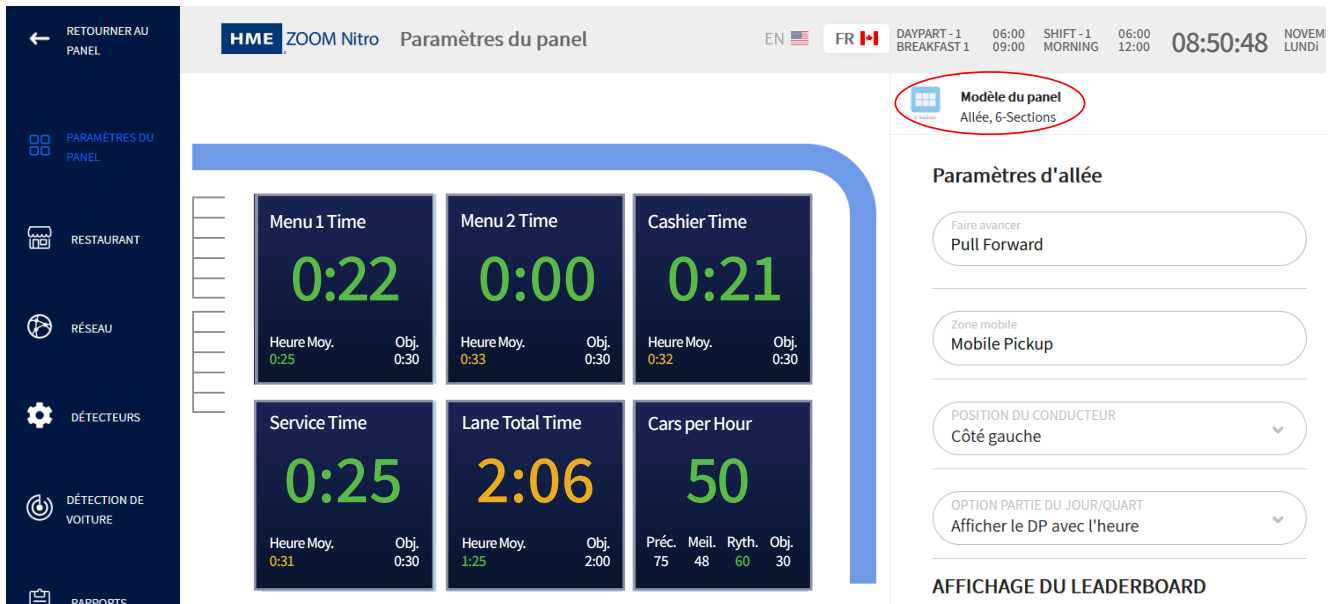 RETOURNER AU
PANEL
HME ZOOM Nitro Paramètres du panel
EN FR
DAYPART - 1 06:00 SHIFT - 1 06:00
BREAKFAST 1 09:00 MORNING 12:00
08:50:48
LUNDi
PARAMÈTRES DU
PANEL
RESTAURANT
RÉSEAU
DÉTECTEURS
DÉTECTION DE
VOITURE
RAPPORTS
Menu 1 Time
0:22
Heure Moy. Obj.
0:25 0:30
Menu 2 Time
0:00
Heure Moy. Obj.
0:33 0:30
Cashier Time
0:21
Heure Moy. Obj.
0:32 0:30
Service Time
0:25
Heure Moy. Obj.
0:31 0:30
Lane Total Time
2:06
Heure Moy. Obj.
1:25 2:00
Cars per Hour
50
Préc. Meil. Ryth. Obj.
75 48 60 30
Modèle du panel
Allée, 6-Sections
Paramètres d'allée
Faire avancer
Pull Forward
Zone mobile
Mobile Pickup
POSITION DU CONDUCTEUR
Côté gauche
OPTION PARTIE DU JOUR/QUART
Afficher le DP avec l'heure
AFFICHAGE DU LEADERBOARD